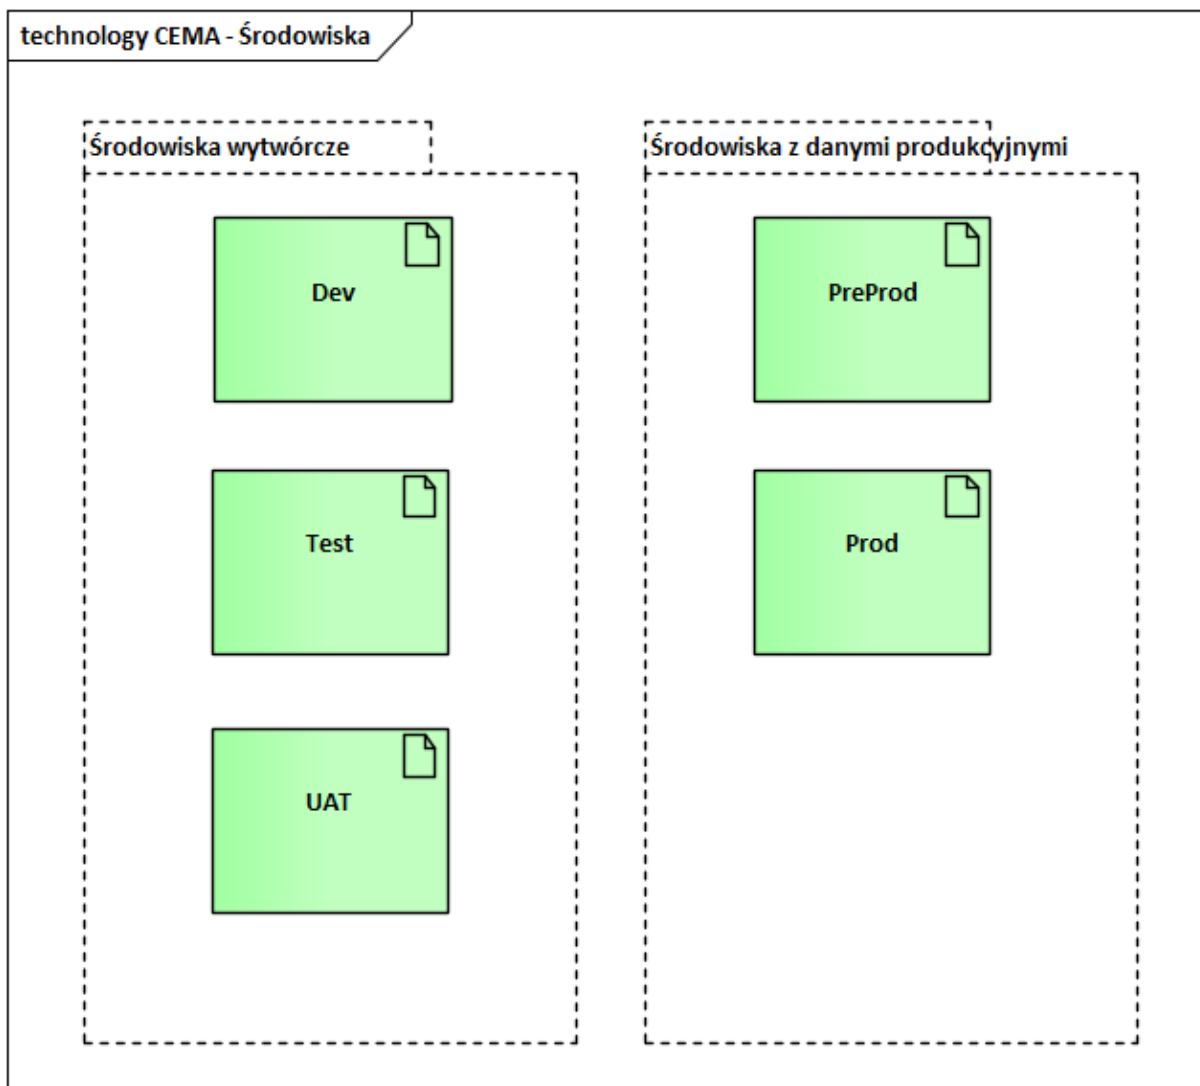 technology CEMA - Środowiska
Środowiska wytwórcze
Dev
Test
UAT
Środowiska z danymi produkcyjnymi
PreProd
Prod